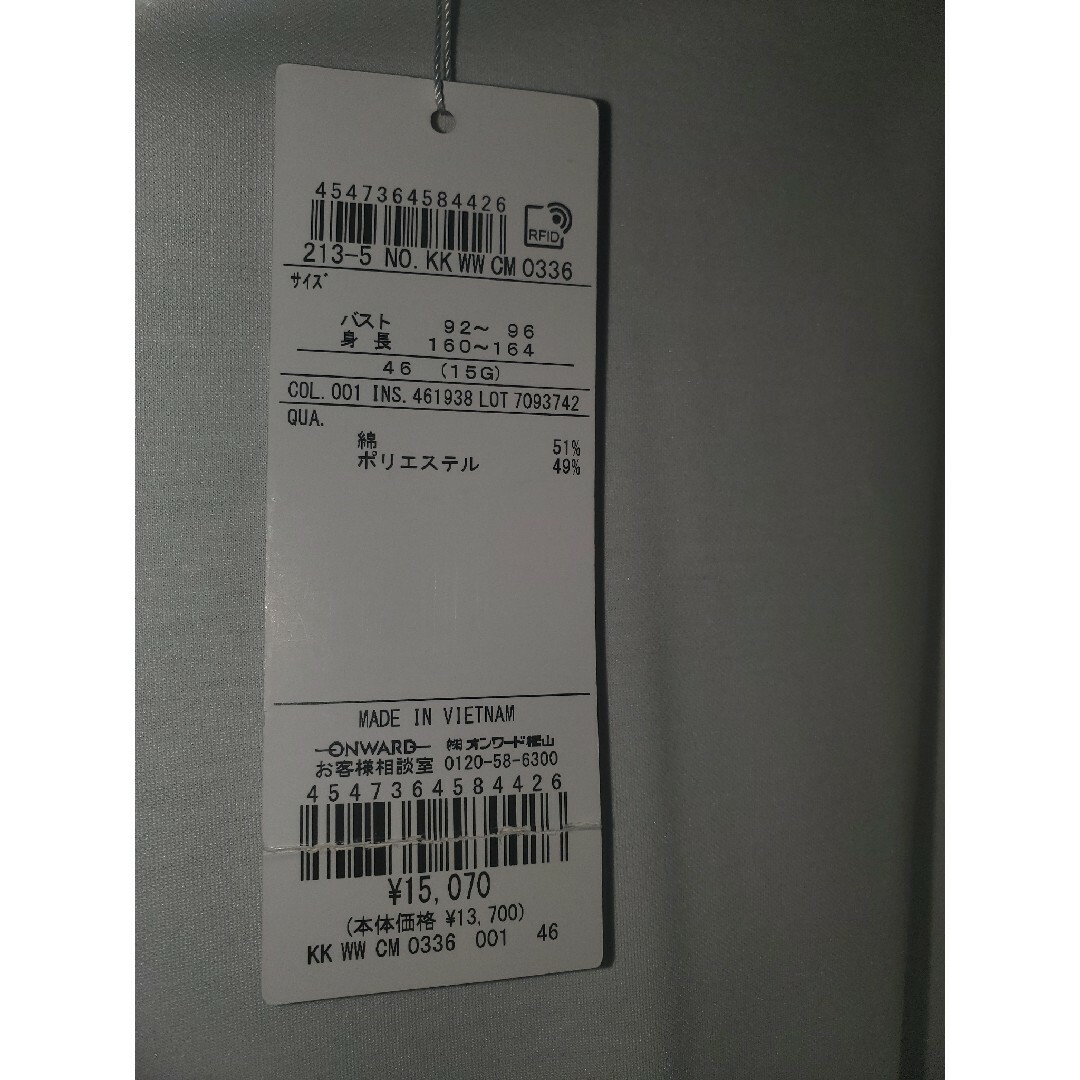 4547364584426
RFID
213-5 NO. KK WW CM 0336
サイズ
バスト 92～ 96
身長 160～164
46 (15G)
COL. 001 INS. 461938 LOT 7093742
QUA.
綿 51%
ポリエステル 49%
MADE IN VIETNAM
ONWARD ㈱オンワード樫山
お客様相談室 0120-58-6300
4547364584426
¥15,070
(本体価格 ¥13,700)
KK WW CM 0336 001 46